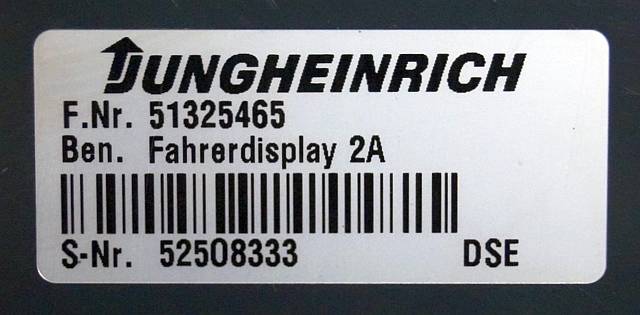 JUNGHEINRICH
F.Nr. 51325465
Ben. Fahrerdisplay 2A
S-Nr. 52508333 DSE